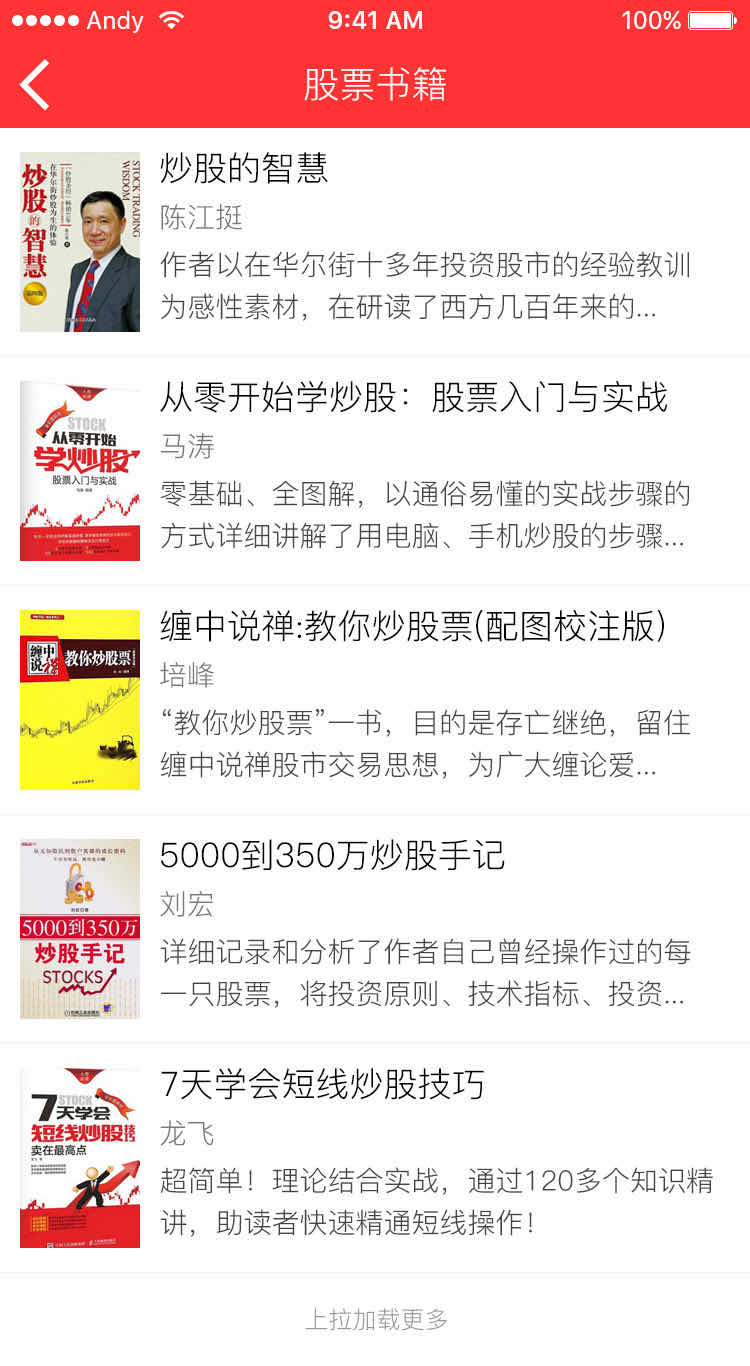 Andy
9:41 AM
100%
股票书籍
STOCK TRADING
WISDOM
在华尔街炒股为生的体验
炒股的智慧
炒股的智慧
陈江挺
作者以在华尔街十多年投资股市的经验教训
为感性素材，在研读了西方几百年来的...
STOCK
从零开始
学炒股
股票入门与实战
从零开始学炒股：股票入门与实战
马涛
零基础、全图解，以通俗易懂的实战步骤的
方式详细讲解了用电脑、手机炒股的步骤...
缠中说禅
教你炒股票
缠中说禅:教你炒股票(配图校注版)
培峰
“教你炒股票”一书，目的是存亡继绝，留住
缠中说禅股市交易思想，为广大缠论爱...
5000到350万
炒股手记
STOCKS
5000到350万炒股手记
刘宏
详细记录和分析了作者自己曾经操作过的每
一只股票，将投资原则、技术指标、投资...
STOCK
7天学会
短线炒股技巧
卖在最高点
7天学会短线炒股技巧
龙飞
超简单！理论结合实战，通过120多个知识精
讲，助读者快速精通短线操作！
上拉加载更多